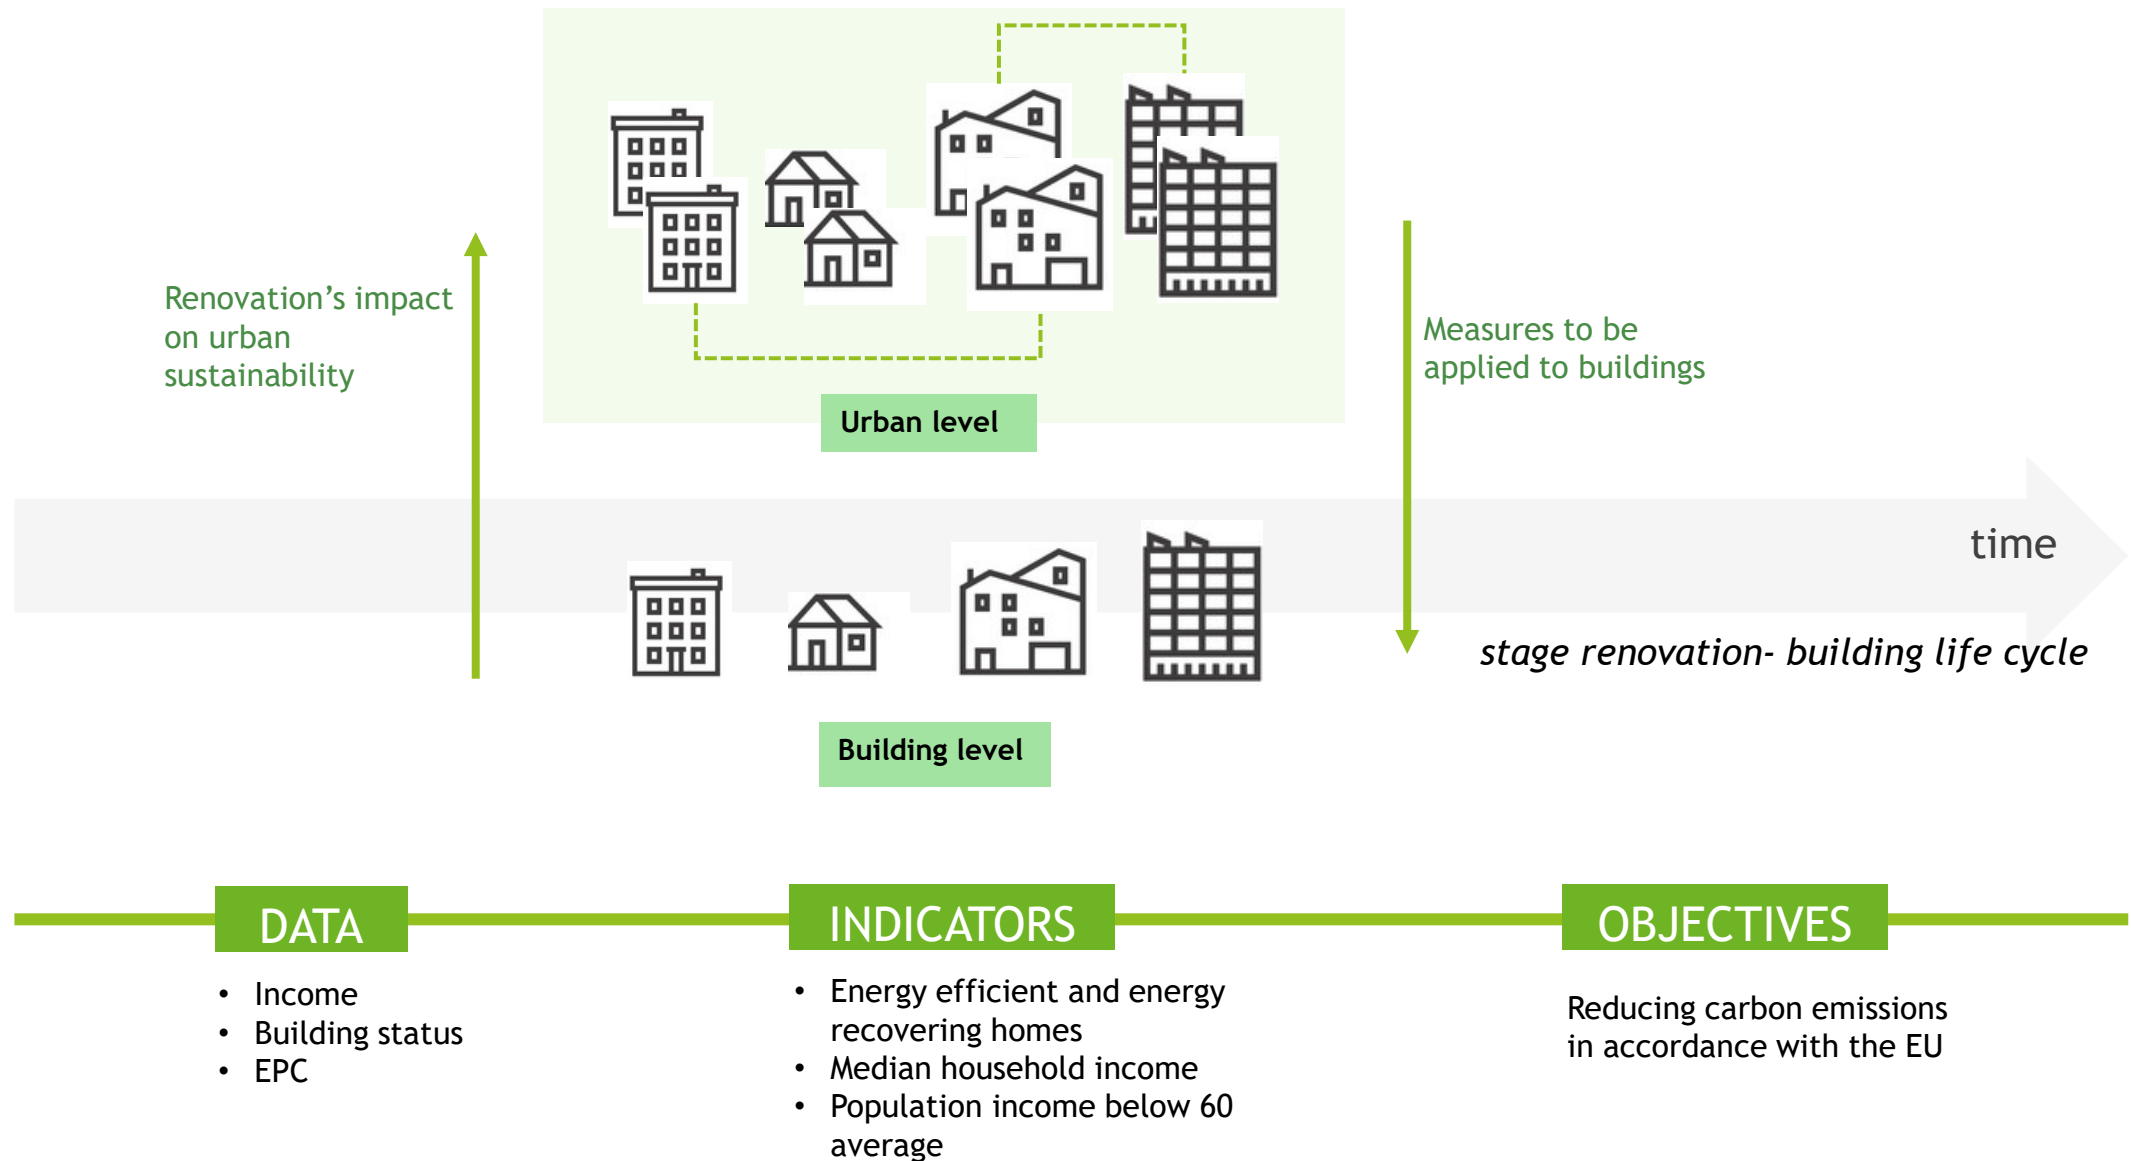 Renovation’s impact
on urban
sustainability
Measures to be
applied to buildings
Urban level
time
stage renovation- building life cycle
Building level
DATA
• Income
• Building status
• EPC
INDICATORS
• Energy efficient and energy
recovering homes
• Median household income
• Population income below 60
average
OBJECTIVES
Reducing carbon emissions
in accordance with the EU